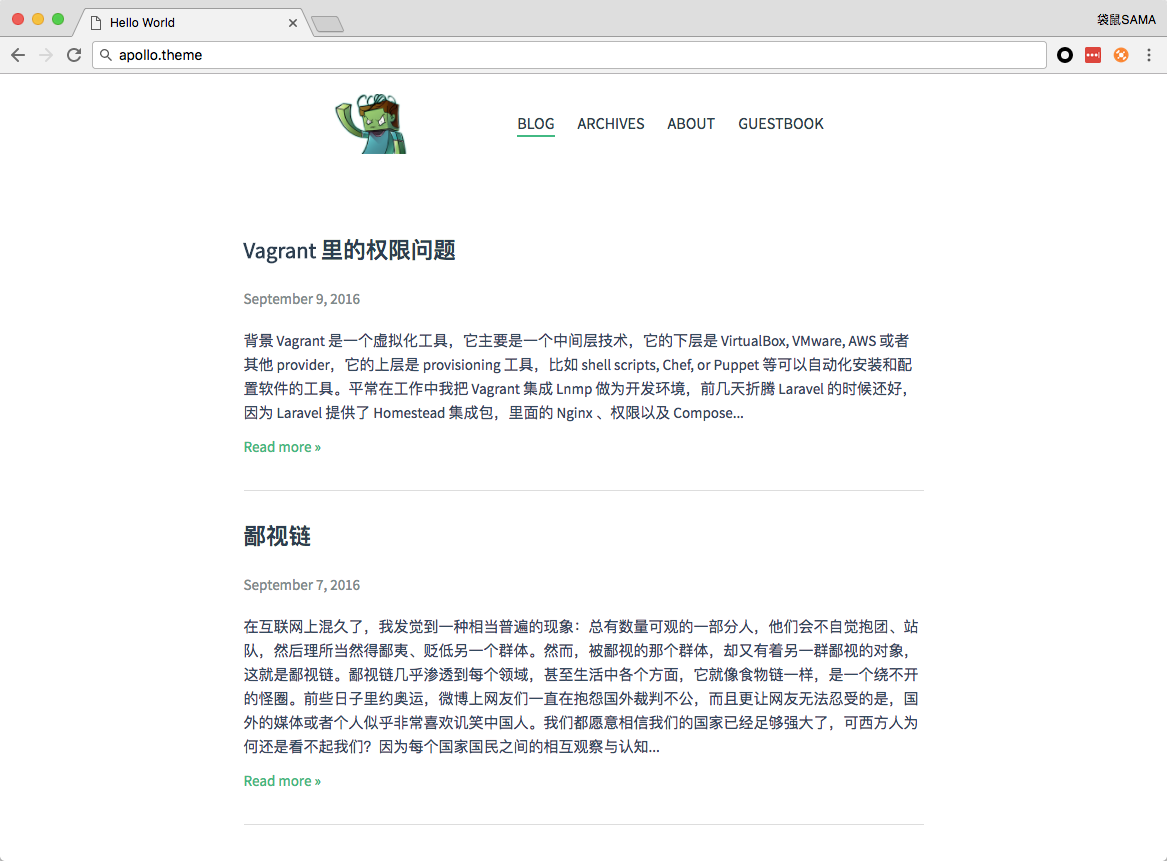 Hello World
袋鼠SAMA
apollo.theme
BLOG ARCHIVES ABOUT GUESTBOOK
Vagrant 里的权限问题
September 9, 2016
背景 Vagrant 是一个虚拟化工具，它主要是一个中间层技术，它的下层是 VirtualBox, VMware, AWS 或者
其他 provider，它的上层是 provisioning 工具，比如 shell scripts, Chef, or Puppet 等可以自动化安装和配
置软件的工具。平常在工作中我把 Vagrant 集成 Lnmp 做为开发环境，前几天折腾 Laravel 的时候还好，
因为 Laravel 提供了 Homestead 集成包，里面的 Nginx 、权限以及 Compose...
Read more »
鄙视链
September 7, 2016
在互联网上混久了，我发觉到一种相当普遍的现象：总有数量可观的一部分人，他们会不自觉抱团、站
队，然后理所当然得鄙夷、贬低另一个群体。然而，被鄙视的那个群体，却又有着另一群鄙视的对象，
这就是鄙视链。鄙视链几乎渗透到每个领域，甚至生活中各个方面，它就像食物链一样，是一个绕不开
的怪圈。前些日子里约奥运，微博上网友们一直在抱怨国外裁判不公，而且更让网友无法忍受的是，国
外的媒体或者个人似乎非常喜欢讥笑中国人。我们都愿意相信我们的国家已经足够强大了，可西方人为
何还是看不起我们？因为每个国家国民之间的相互观察与认知...
Read more »